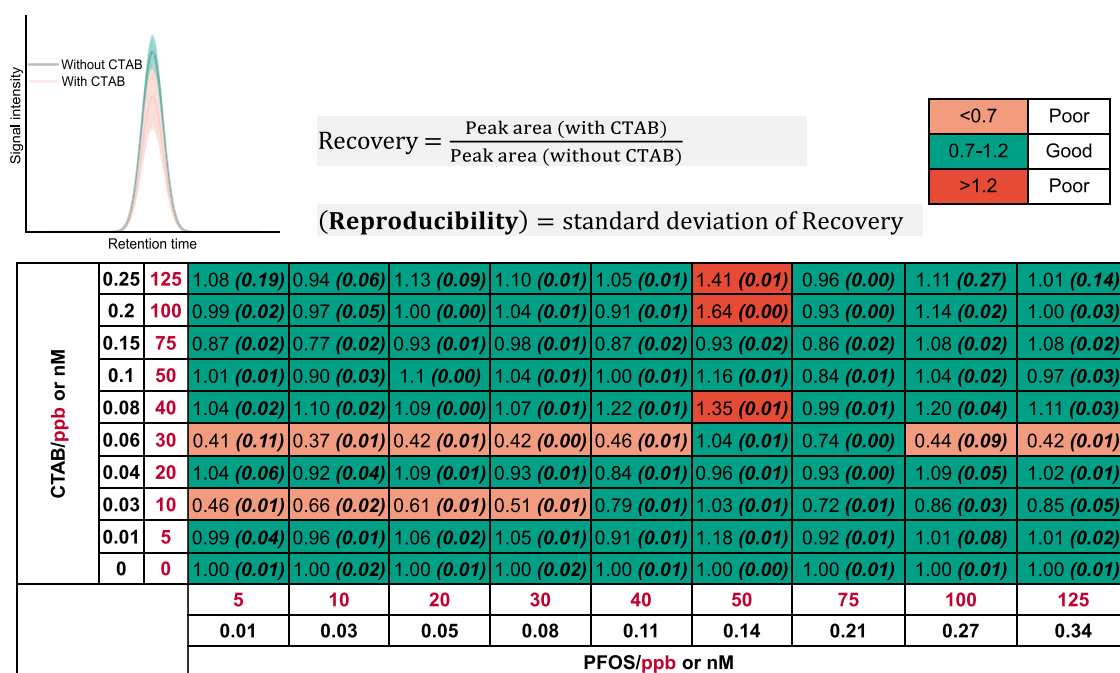 Signal intensity
Without CTAB
With CTAB
Retention time
Recovery = Peak area (with CTAB) / Peak area (without CTAB)
(Reproducibility) = standard deviation of Recovery
<0.7 Poor
0.7-1.2 Good
>1.2 Poor
CTAB/ppb or nM
0.25 125 1.08 (0.19) 0.94 (0.06) 1.13 (0.09) 1.10 (0.01) 1.05 (0.01) 1.41 (0.01) 0.96 (0.00) 1.11 (0.27) 1.01 (0.14)
0.2 100 0.99 (0.02) 0.97 (0.05) 1.00 (0.00) 1.04 (0.01) 0.91 (0.01) 1.64 (0.00) 0.93 (0.00) 1.14 (0.02) 1.00 (0.03)
0.15 75 0.87 (0.02) 0.77 (0.02) 0.93 (0.01) 0.98 (0.01) 0.87 (0.02) 0.93 (0.02) 0.86 (0.02) 1.08 (0.02) 1.08 (0.02)
0.1 50 1.01 (0.01) 0.90 (0.03) 1.1 (0.00) 1.04 (0.01) 1.00 (0.01) 1.16 (0.01) 0.84 (0.01) 1.04 (0.02) 0.97 (0.03)
0.08 40 1.04 (0.02) 1.10 (0.02) 1.09 (0.00) 1.07 (0.01) 1.22 (0.01) 1.35 (0.01) 0.99 (0.01) 1.20 (0.04) 1.11 (0.03)
0.06 30 0.41 (0.11) 0.37 (0.01) 0.42 (0.01) 0.42 (0.00) 0.46 (0.01) 1.04 (0.01) 0.74 (0.00) 0.44 (0.09) 0.42 (0.01)
0.04 20 1.04 (0.06) 0.92 (0.04) 1.09 (0.01) 0.93 (0.01) 0.84 (0.01) 0.96 (0.01) 0.93 (0.00) 1.09 (0.05) 1.02 (0.01)
0.03 10 0.46 (0.01) 0.66 (0.02) 0.61 (0.01) 0.51 (0.01) 0.79 (0.01) 1.03 (0.01) 0.72 (0.01) 0.86 (0.03) 0.85 (0.05)
0.01 5 0.99 (0.04) 0.96 (0.01) 1.06 (0.02) 1.05 (0.01) 0.91 (0.01) 1.18 (0.01) 0.92 (0.01) 1.01 (0.08) 1.01 (0.02)
0 0 1.00 (0.01) 1.00 (0.02) 1.00 (0.01) 1.00 (0.02) 1.00 (0.01) 1.00 (0.00) 1.00 (0.01) 1.00 (0.01) 1.00 (0.01)
5 10 20 30 40 50 75 100 125
0.01 0.03 0.05 0.08 0.11 0.14 0.21 0.27 0.34
PFOS/ppb or nM